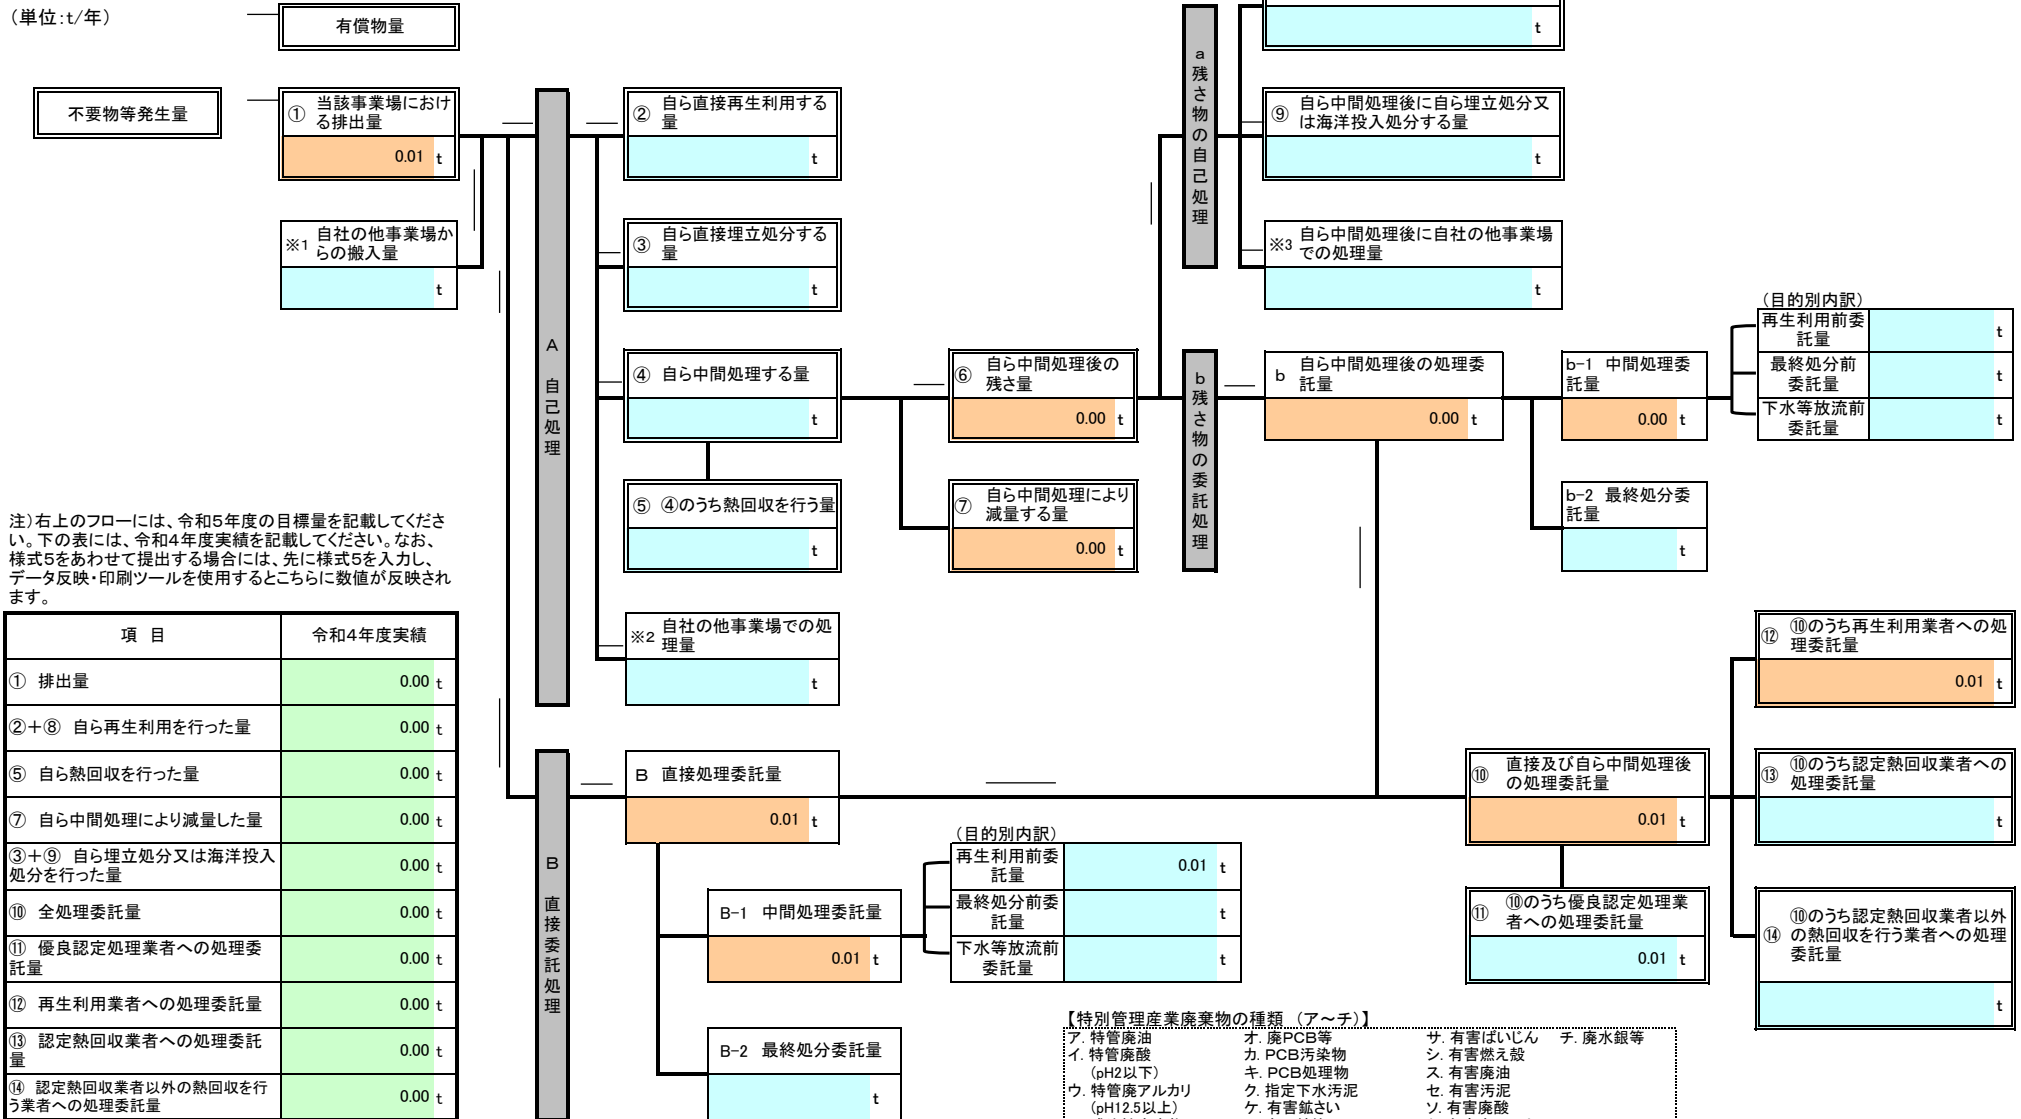 （単位:t/年）
有償物量
t
不要物等発生量
①
当該事業場におけ
る排出量
0.01 t
※1
自社の他事業場か
らの搬入量
t
A
自己処理
②
自ら直接再生利用する
量
t
③
自ら直接埋立処分する
量
t
④ 自ら中間処理する量
t
⑤ ④のうち熱回収を行う量
t
※2
自社の他事業場での処
理量
t
⑥
自ら中間処理後の
残さ量
0.00 t
⑦
自ら中間処理により
減量する量
0.00 t
a
残さ物の自己処理
⑨
自ら中間処理後に自ら埋立処分又
は海洋投入処分する量
t
※3
自ら中間処理後に自社の他事業場
での処理量
t
b
残さ物の委託処理
b
自ら中間処理後の処理委
託量
0.00 t
b-1 中間処理委
託量
0.00 t
b-2 最終処分委
託量
t
（目的別内訳）
再生利用前委
託量
t
最終処分前
委託量
t
下水等放流前
委託量
t
注）右上のフローには、令和5年度の目標量を記載してくださ
い。下の表には、令和4年度実績を記載してください。なお、
様式5をあわせて提出する場合には、先に様式5を入力し、
データ反映・印刷ツールを使用するとこちらに数値が反映され
ます。
項 目 令和4年度実績
① 排出量 0.00 t
②＋⑧ 自ら再生利用を行った量 0.00 t
⑤ 自ら熱回収を行った量 0.00 t
⑦ 自ら中間処理により減量した量 0.00 t
③＋⑨ 自ら埋立処分又は海洋投入
処分を行った量 0.00 t
⑩ 全処理委託量 0.00 t
⑪ 優良認定処理業者への処理委
託量 0.00 t
⑫ 再生利用業者への処理委託量 0.00 t
⑬ 認定熱回収業者への処理委託
量 0.00 t
⑭ 認定熱回収業者以外の熱回収を行
う業者への処理委託量 0.00 t
B
直接委託処理
B 直接処理委託量
0.01 t
B-1 中間処理委託量
0.01 t
B-2 最終処分委託量
t
（目的別内訳）
再生利用前委
託量
0.01 t
最終処分前委
託量
t
下水等放流前
委託量
t
⑩
直接及び自ら中間処理後
の処理委託量
0.01 t
⑪
⑩のうち優良認定処理業
者への処理委託量
0.01 t
⑫
⑩のうち再生利用業者への処
理委託量
0.01 t
⑬
⑩のうち認定熱回収業者への
処理委託量
t
⑭
⑩のうち認定熱回収業者以外
の熱回収を行う業者への処理
委託量
t
【特別管理産業廃棄物の種類 （ア～チ）】
ア. 特管廃油 オ. 廃PCB等 サ. 有害ばいじん チ. 廃水銀等
イ. 特管廃酸 カ. PCB汚染物 シ. 有害燃え殻
（pH2以下） キ. PCB処理物 ス. 有害廃油
ウ. 特管廃アルカリ ク. 指定下水汚泥 セ. 有害汚泥
（pH12.5以上） ケ. 有害鉱さい ソ. 有害廃酸